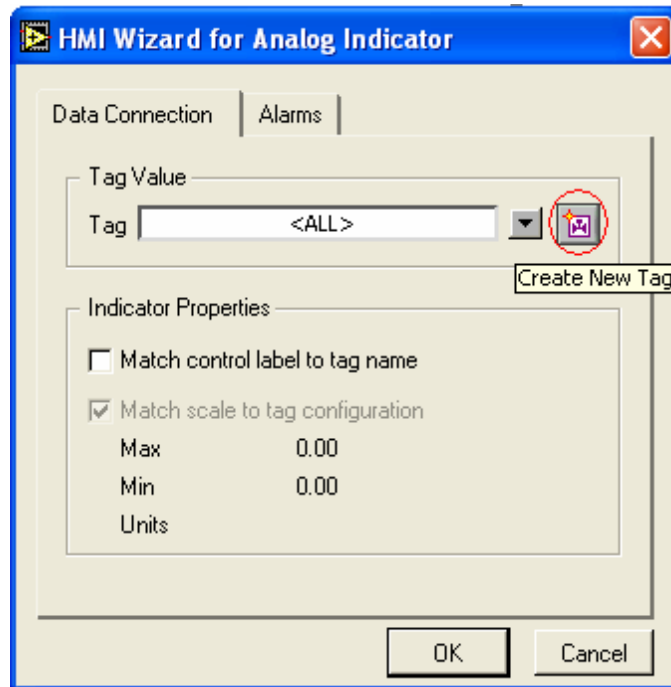 HMI Wizard for Analog Indicator
Data Connection Alarms
Tag Value
Tag <ALL>
Create New Tag
Indicator Properties
Match control label to tag name
Match scale to tag configuration
Max 0.00
Min 0.00
Units
OK Cancel